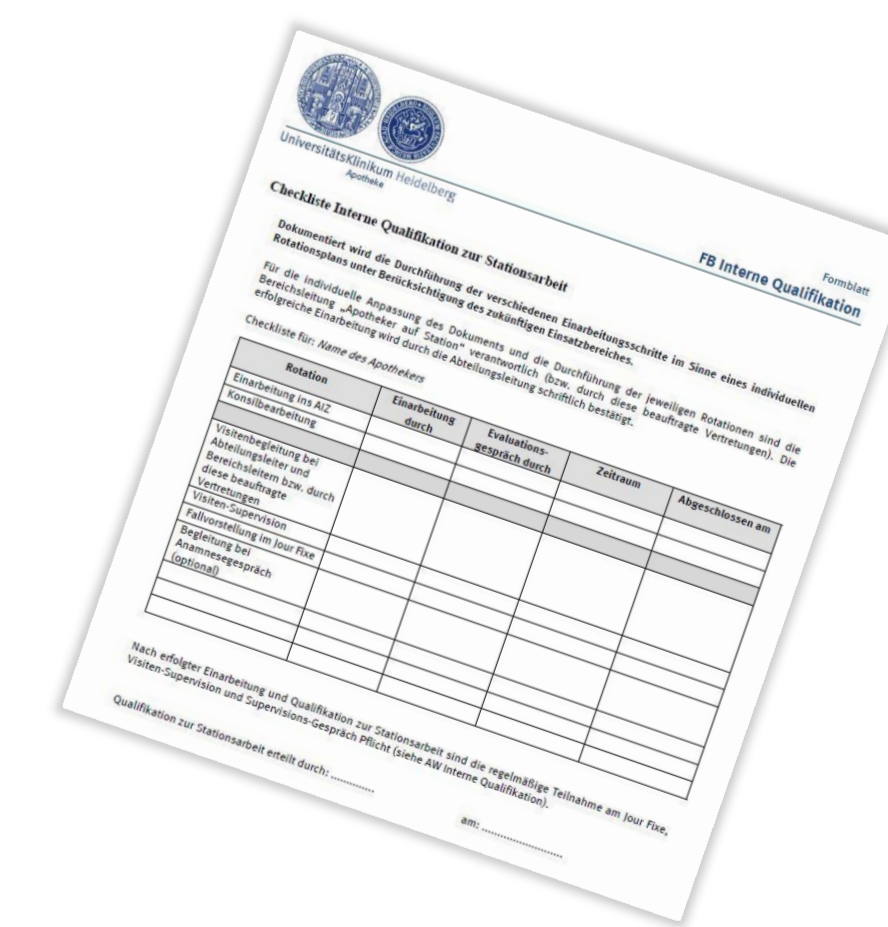 UniversitätsKlinikum Heidelberg
Apotheke
Formblatt
FB Interne Qualifikation
Checkliste Interne Qualifikation zur Stationsarbeit
Dokumentiert wird die Durchführung der verschiedenen Einarbeitungsschritte im Sinne eines individuellen
Rotationsplans unter Berücksichtigung des zukünftigen Einsatzbereiches.
Für die individuelle Anpassung des Dokuments und die Durchführung der jeweiligen Rotationen sind die
Bereichsleitung „Apotheker auf Station“ verantwortlich (bzw. durch diese beauftragte Vertretungen). Die
erfolgreiche Einarbeitung wird durch die Abteilungsleitung schriftlich bestätigt.
Checkliste für: Name des Apothekers
Rotation
Einarbeitung
durch
Evaluations-
gespräch durch
Zeitraum
Abgeschlossen am
Einarbeitung ins AIZ
Konsilbearbeitung
Visitenbegleitung bei
Abteilungsleiter und
Bereichsleitern bzw. durch
diese beauftragte
Vertretungen
Visiten-Supervision
Fallvorstellung im Jour Fixe
Begleitung bei
Anamnesegespräch
(optional)
Nach erfolgter Einarbeitung und Qualifikation zur Stationsarbeit sind die regelmäßige Teilnahme am Jour Fixe,
Visiten-Supervision und Supervisions-Gespräch Pflicht (siehe AW Interne Qualifikation).
Qualifikation zur Stationsarbeit erteilt durch: ..............
am: ..........................